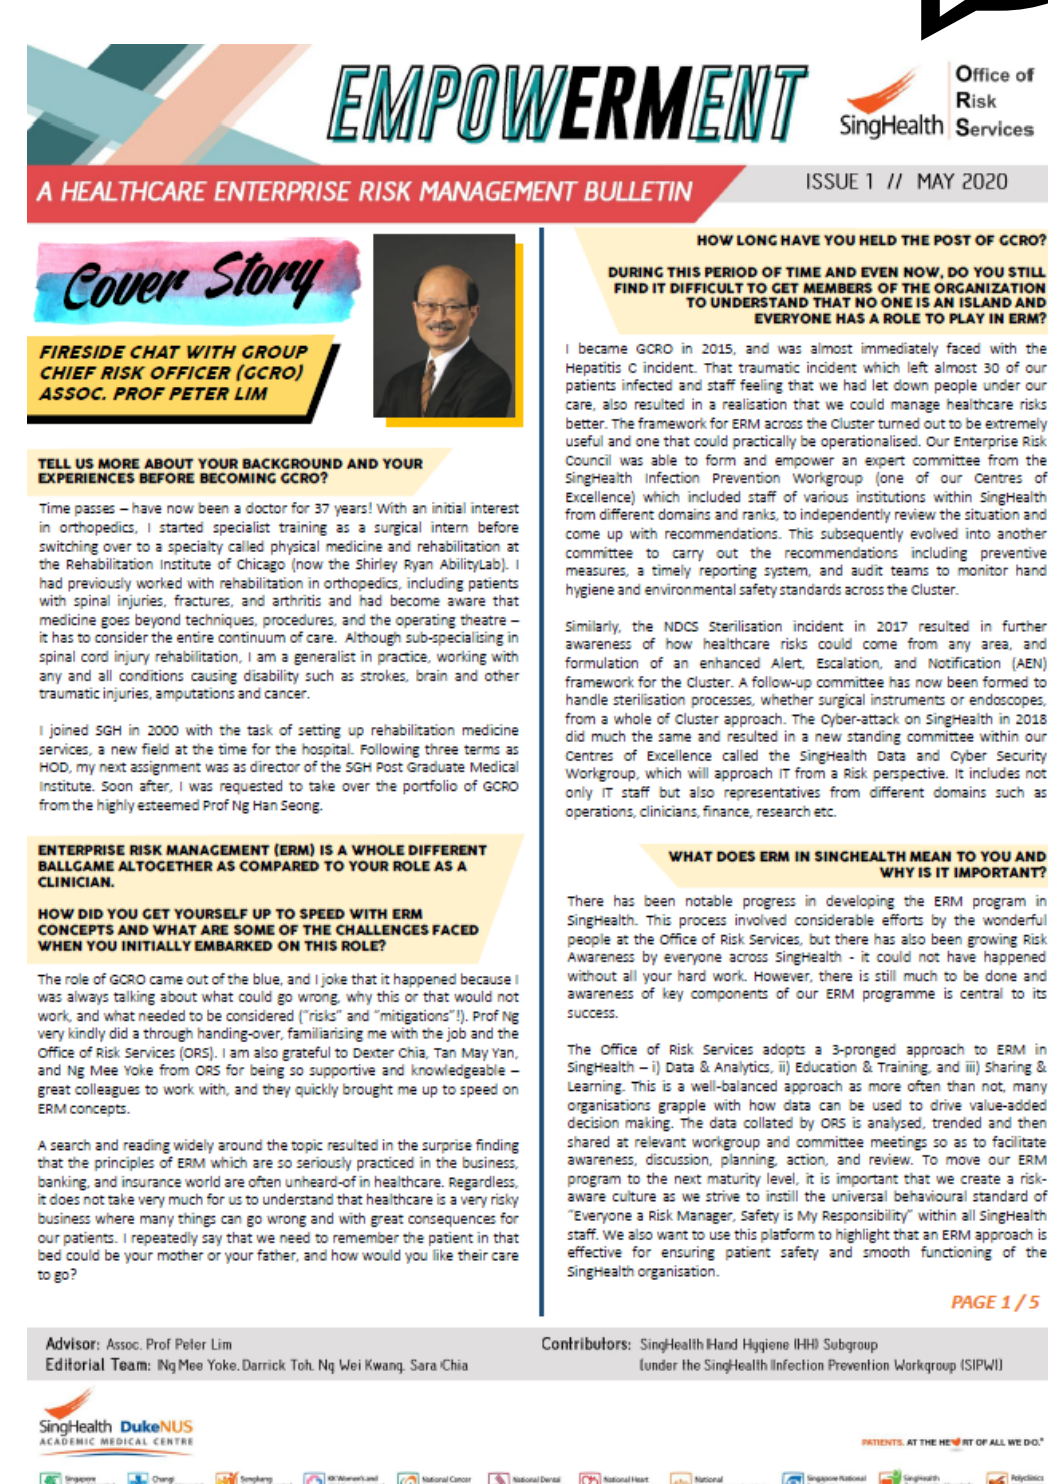 EMPOWERMENT
SingHealth
Office of
Risk
Services
A HEALTHCARE ENTERPRISE RISK MANAGEMENT BULLETIN
ISSUE 1 // MAY 2020
Cover Story
FIRESIDE CHAT WITH GROUP
CHIEF RISK OFFICER (GCRO)
ASSOC. PROF PETER LIM
TELL US MORE ABOUT YOUR BACKGROUND AND YOUR
EXPERIENCES BEFORE BECOMING GCRO?
Time passes – have now been a doctor for 37 years! With an initial interest
in orthopedics, I started specialist training as a surgical intern before
switching over to a specialty called physical medicine and rehabilitation at
the Rehabilitation Institute of Chicago (now the Shirley Ryan AbilityLab). I
had previously worked with rehabilitation in orthopedics, including patients
with spinal injuries, fractures, and arthritis and had become aware that
medicine goes beyond techniques, procedures, and the operating theatre –
it has to consider the entire continuum of care. Although sub-specialising in
spinal cord injury rehabilitation, I am a generalist in practice, working with
any and all conditions causing disability such as strokes, brain and other
traumatic injuries, amputations and cancer.
I joined SGH in 2000 with the task of setting up rehabilitation medicine
services, a new field at the time for the hospital. Following three terms as
HOD, my next assignment was as director of the SGH Post Graduate Medical
Institute. Soon after, I was requested to take over the portfolio of GCRO
from the highly esteemed Prof Ng Han Seong.
ENTERPRISE RISK MANAGEMENT (ERM) IS A WHOLE DIFFERENT
BALLGAME ALTOGETHER AS COMPARED TO YOUR ROLE AS A
CLINICIAN.
HOW DID YOU GET YOURSELF UP TO SPEED WITH ERM
CONCEPTS AND WHAT ARE SOME OF THE CHALLENGES FACED
WHEN YOU INITIALLY EMBARKED ON THIS ROLE?
The role of GCRO came out of the blue, and I joke that it happened because I
was always talking about what could go wrong, why this or that would not
work, and what needed to be considered ("risks" and "mitigations"!). Prof Ng
very kindly did a through handing-over, familiarising me with the job and the
Office of Risk Services (ORS). I am also grateful to Dexter Chia, Tan May Yan,
and Ng Mee Yoke from ORS for being so supportive and knowledgeable –
great colleagues to work with, and they quickly brought me up to speed on
ERM concepts.
A search and reading widely around the topic resulted in the surprise finding
that the principles of ERM which are so seriously practiced in the business,
banking, and insurance world are often unheard-of in healthcare. Regardless,
it does not take very much for us to understand that healthcare is a very risky
business where many things can go wrong and with great consequences for
our patients. I repeatedly say that we need to remember the patient in that
bed could be your mother or your father, and how would you like their care
to go?
HOW LONG HAVE YOU HELD THE POST OF GCRO?
DURING THIS PERIOD OF TIME AND EVEN NOW, DO YOU STILL
FIND IT DIFFICULT TO GET MEMBERS OF THE ORGANIZATION
TO UNDERSTAND THAT NO ONE IS AN ISLAND AND
EVERYONE HAS A ROLE TO PLAY IN ERM?
I became GCRO in 2015, and was almost immediately faced with the
Hepatitis C incident. That traumatic incident which left almost 30 of our
patients infected and staff feeling that we had let down people under our
care, also resulted in a realisation that we could manage healthcare risks
better. The framework for ERM across the Cluster turned out to be extremely
useful and one that could practically be operationalised. Our Enterprise Risk
Council was able to form and empower an expert committee from the
SingHealth Infection Prevention Workgroup (one of our Centres of
Excellence) which included staff of various institutions within SingHealth
from different domains and ranks, to independently review the situation and
come up with recommendations. This subsequently evolved into another
committee to carry out the recommendations including preventive
measures, a timely reporting system, and audit teams to monitor hand
hygiene and environmental safety standards across the Cluster.
Similarly, the NDCS Sterilisation incident in 2017 resulted in further
awareness of how healthcare risks could come from any area, and
formulation of an enhanced Alert, Escalation, and Notification (AEN)
framework for the Cluster. A follow-up committee has now been formed to
handle sterilisation processes, whether surgical instruments or endoscopes,
from a whole of Cluster approach. The Cyber-attack on SingHealth in 2018
did much the same and resulted in a new standing committee within our
Centres of Excellence called the SingHealth Data and Cyber Security
Workgroup, which will approach IT from a Risk perspective. It includes not
only IT staff but also representatives from different domains such as
operations, clinicians, finance, research etc.
WHAT DOES ERM IN SINGHEALTH MEAN TO YOU AND
WHY IS IT IMPORTANT?
There has been notable progress in developing the ERM program in
SingHealth. This process involved considerable efforts by the wonderful
people at the Office of Risk Services, but there has also been growing Risk
Awareness by everyone across SingHealth - it could not have happened
without all your hard work. However, there is still much to be done and
awareness of key components of our ERM programme is central to its
success.
The Office of Risk Services adopts a 3-pronged approach to ERM in
SingHealth – i) Data & Analytics, ii) Education & Training, and iii) Sharing &
Learning. This is a well-balanced approach as more often than not, many
organisations grapple with how data can be used to drive value-added
decision making. The data collated by ORS is analysed, trended and then
shared at relevant workgroup and committee meetings so as to facilitate
awareness, discussion, planning, action, and review. To move our ERM
program to the next maturity level, it is important that we create a risk-
aware culture as we strive to instill the universal behavioural standard of
"Everyone a Risk Manager, Safety is My Responsibility" within all SingHealth
staff. We also want to use this platform to highlight that an ERM approach is
effective for ensuring patient safety and smooth functioning of the
SingHealth organisation.
PAGE 1 / 5
Advisor: Assoc. Prof Peter Lim
Editorial Team: Ng Mee Yoke, Darrick Toh, Ng Wei Kwang, Sara Chia
Contributors: SingHealth Hand Hygiene (HH) Subgroup
(under the SingHealth Infection Prevention Workgroup (SIPW))
SingHealth DukeNUS
ACADEMIC MEDICAL CENTRE
PATIENTS. AT THE HEART OF ALL WE DO.®
Singapore
Changi
Sengkang
KK Women's and
National Cancer
National Dental
National Heart
National
Singapore National
SingHealth
Polyclinics